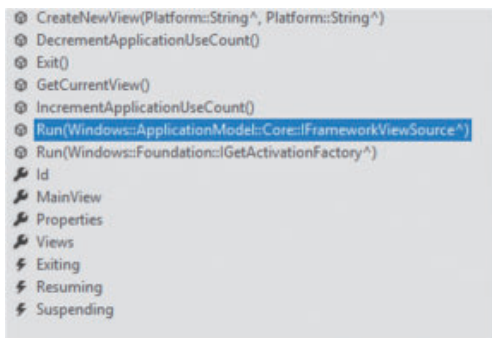 CreateNewView(Platform::String^, Platform::String^)
DecrementApplicationUseCount()
Exit()
GetCurrentView()
IncrementApplicationUseCount()
Run(Windows::ApplicationModel::Core::IFrameworkViewSource^)
Run(Windows::Foundation::IGetActivationFactory^)
Id
MainView
Properties
Views
Exiting
Resuming
Suspending